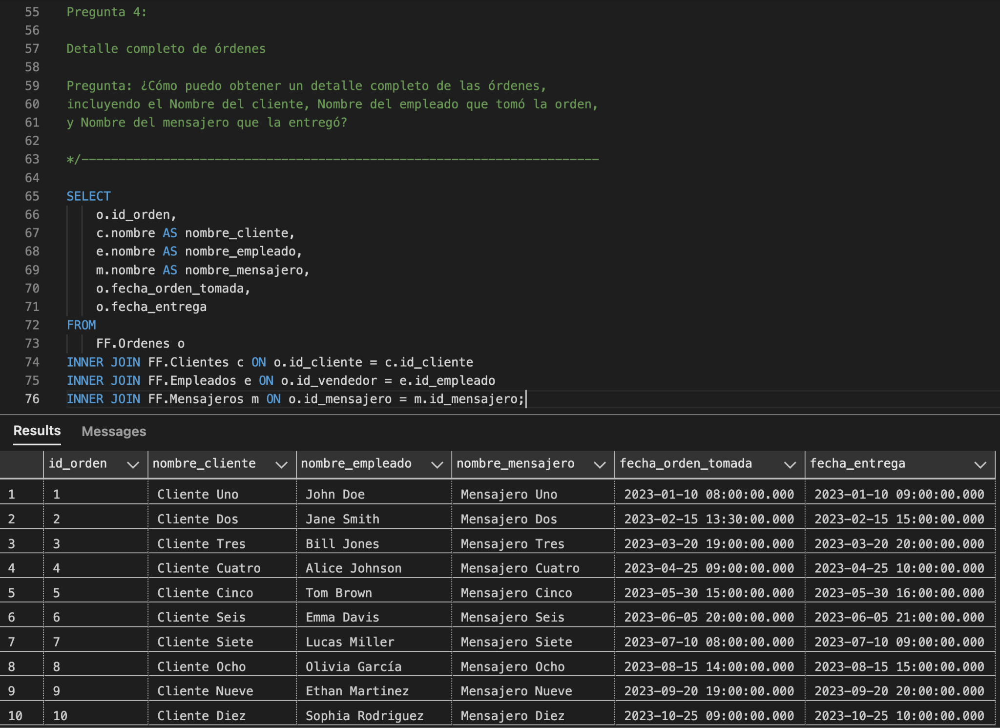 55 Pregunta 4:
56
57 Detalle completo de órdenes
58
59 Pregunta: ¿Cómo puedo obtener un detalle completo de las órdenes,
60 incluyendo el Nombre del cliente, Nombre del empleado que tomó la orden,
61 y Nombre del mensajero que la entregó?
62
63 */----------------------------------------------------------------------
64
65 SELECT
66 o.id_orden,
67 c.nombre AS nombre_cliente,
68 e.nombre AS nombre_empleado,
69 m.nombre AS nombre_mensajero,
70 o.fecha_orden_tomada,
71 o.fecha_entrega
72 FROM
73 FF.Ordenes o
74 INNER JOIN FF.Clientes c ON o.id_cliente = c.id_cliente
75 INNER JOIN FF.Empleados e ON o.id_vendedor = e.id_empleado
76 INNER JOIN FF.Mensajeros m ON o.id_mensajero = m.id_mensajero;
Results Messages
id_orden nombre_cliente nombre_empleado nombre_mensajero fecha_orden_tomada fecha_entrega
1 1 Cliente Uno John Doe Mensajero Uno 2023-01-10 08:00:00.000 2023-01-10 09:00:00.000
2 2 Cliente Dos Jane Smith Mensajero Dos 2023-02-15 13:30:00.000 2023-02-15 15:00:00.000
3 3 Cliente Tres Bill Jones Mensajero Tres 2023-03-20 19:00:00.000 2023-03-20 20:00:00.000
4 4 Cliente Cuatro Alice Johnson Mensajero Cuatro 2023-04-25 09:00:00.000 2023-04-25 10:00:00.000
5 5 Cliente Cinco Tom Brown Mensajero Cinco 2023-05-30 15:00:00.000 2023-05-30 16:00:00.000
6 6 Cliente Seis Emma Davis Mensajero Seis 2023-06-05 20:00:00.000 2023-06-05 21:00:00.000
7 7 Cliente Siete Lucas Miller Mensajero Siete 2023-07-10 08:00:00.000 2023-07-10 09:00:00.000
8 8 Cliente Ocho Olivia García Mensajero Ocho 2023-08-15 14:00:00.000 2023-08-15 15:00:00.000
9 9 Cliente Nueve Ethan Martinez Mensajero Nueve 2023-09-20 19:00:00.000 2023-09-20 20:00:00.000
10 10 Cliente Diez Sophia Rodriguez Mensajero Diez 2023-10-25 09:00:00.000 2023-10-25 10:00:00.000